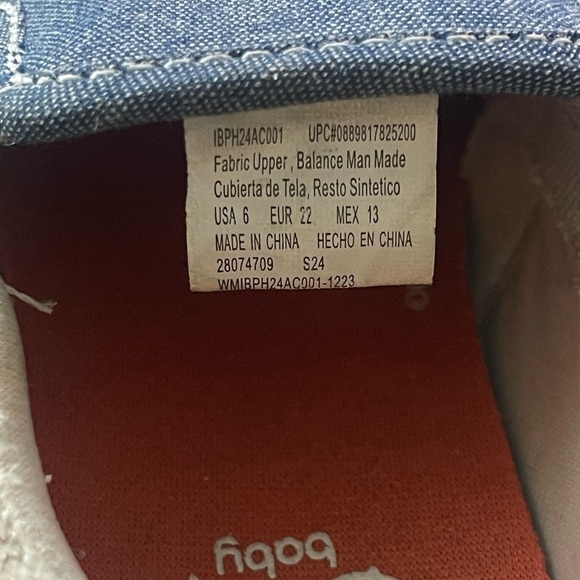 IBPH24AC001 UPC#0889817825200
Fabric Upper , Balance Man Made
Cubierta de Tela, Resto Sintetico
USA 6 EUR 22 MEX 13
MADE IN CHINA HECHO EN CHINA
28074709 S24
WMIBPH24AC001-1223
baby